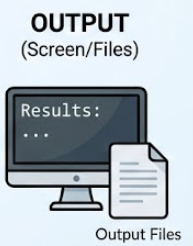 OUTPUT
(Screen/Files)
Results:
...
Output Files